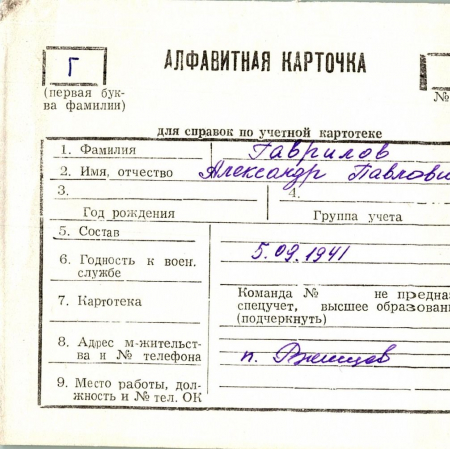 Г
АЛФАВИТНАЯ КАРТОЧКА
(первая бук-
ва фамилии)
№
для справок по учетной картотеке
1. Фамилия Гаврилов
2. Имя, отчество Александр Павлови
3. 4.
Год рождения Группа учета
5. Состав
5.09.1941
6. Годность к воен.
службе
Команда № не предна
7. Картотека спецучет, высшее образовани
(подчеркнуть)
8. Адрес м-жительст-
ва и № телефона п.
9. Место работы, дол-
жность и № тел. ОК